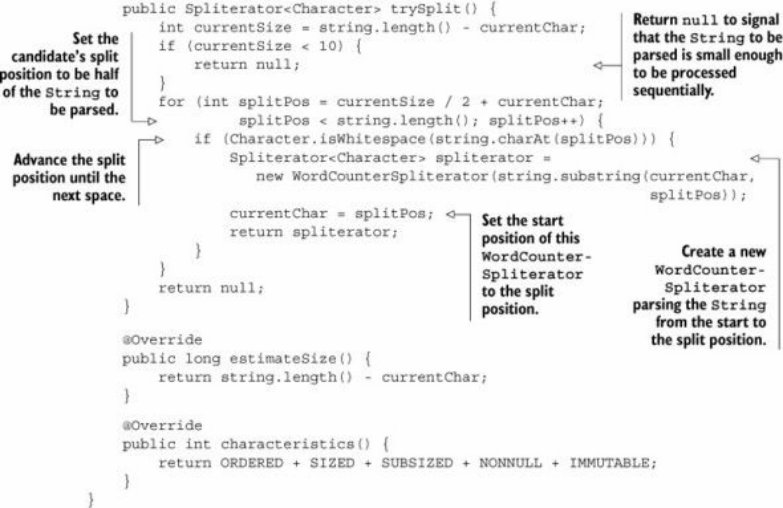 public Spliterator<Character> trySplit() {
int currentSize = string.length() - currentChar;
if (currentSize < 10) {
return null;
}
for (int splitPos = currentSize / 2 + currentChar;
splitPos < string.length(); splitPos++) {
if (Character.isWhitespace(string.charAt(splitPos))) {
Spliterator<Character> spliterator =
new WordCounterSpliterator(string.substring(currentChar,
splitPos));
currentChar = splitPos;
return spliterator;
}
}
return null;
}
@Override
public long estimateSize() {
return string.length() - currentChar;
}
@Override
public int characteristics() {
return ORDERED + SIZED + SUBSIZED + NONNULL + IMMUTABLE;
}
}
Set the
candidate's split
position to be half
of the String to
be parsed.
Advance the split
position until the
next space.
Return null to signal
that the String to be
parsed is small enough
to be processed
sequentially.
Set the start
position of this
WordCounter-
Spliterator
to the split
position.
Create a new
WordCounter-
Spliterator
parsing the String
from the start to
the split position.